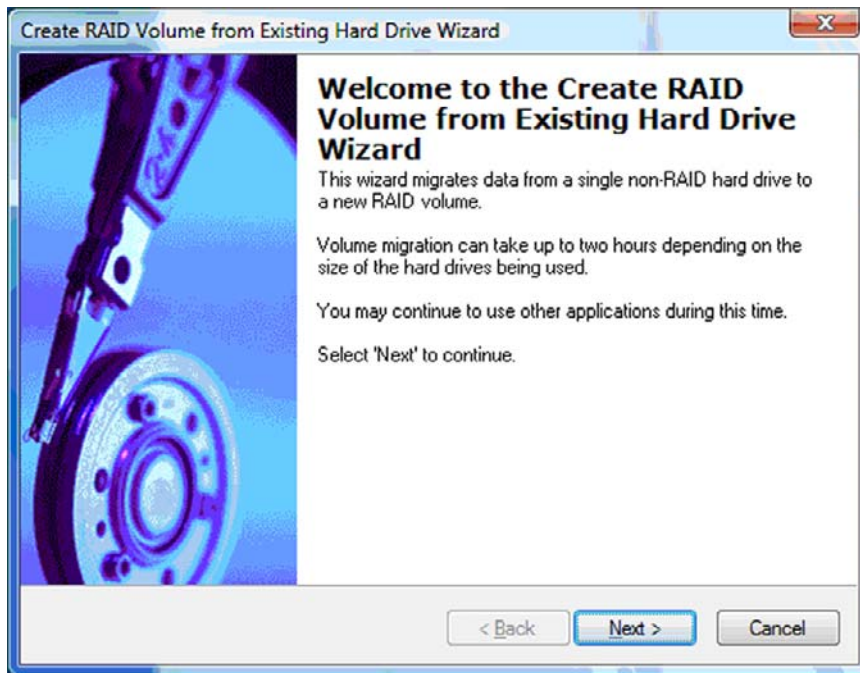 Create RAID Volume from Existing Hard Drive Wizard
Welcome to the Create RAID
Volume from Existing Hard Drive
Wizard
This wizard migrates data from a single non-RAID hard drive to
a new RAID volume.
Volume migration can take up to two hours depending on the
size of the hard drives being used.
You may continue to use other applications during this time.
Select 'Next' to continue.
< Back
Next >
Cancel